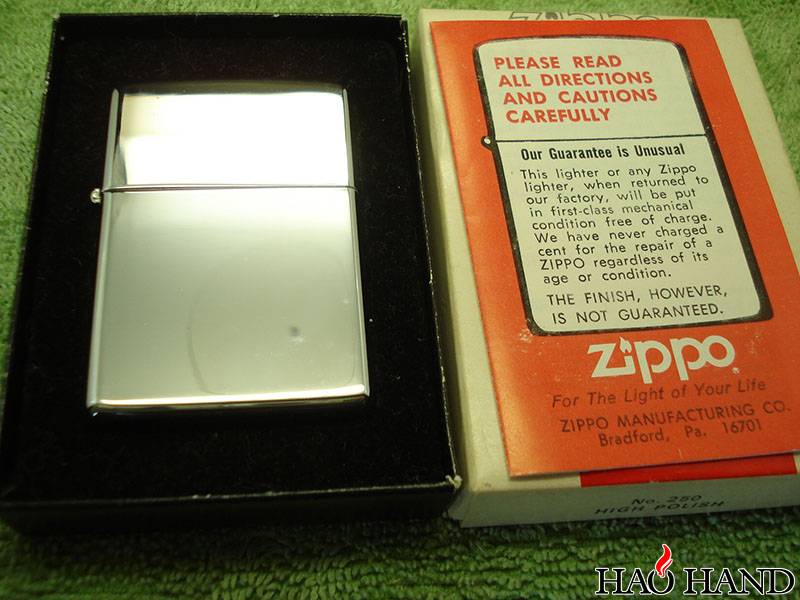 Zippo
PLEASE READ
ALL DIRECTIONS
AND CAUTIONS
CAREFULLY
Our Guarantee is Unusual
This lighter or any Zippo
lighter, when returned to
our factory, will be put
in first-class mechanical
condition free of charge.
We have never charged a
cent for the repair of a
ZIPPO regardless of its
age or condition.
THE FINISH, HOWEVER,
IS NOT GUARANTEED.
Zippo®
For The Light of Your Life
ZIPPO MANUFACTURING CO.
Bradford, Pa. 16701
No. 250
HIGH POLISH
HAO HAND